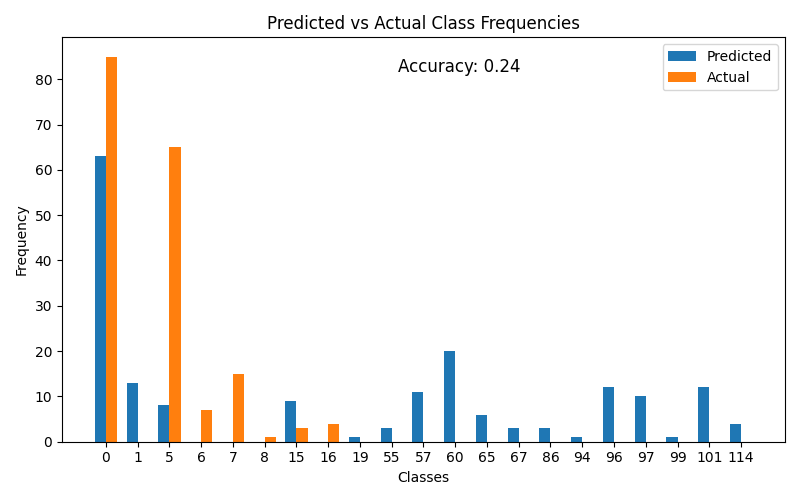 Predicted vs Actual Class Frequencies
Accuracy: 0.24
Predicted
Actual
Frequency
80
70
60
50
40
30
20
10
0
0 1 5 6 7 8 15 16 19 55 57 60 65 67 86 94 96 97 99 101 114
Classes